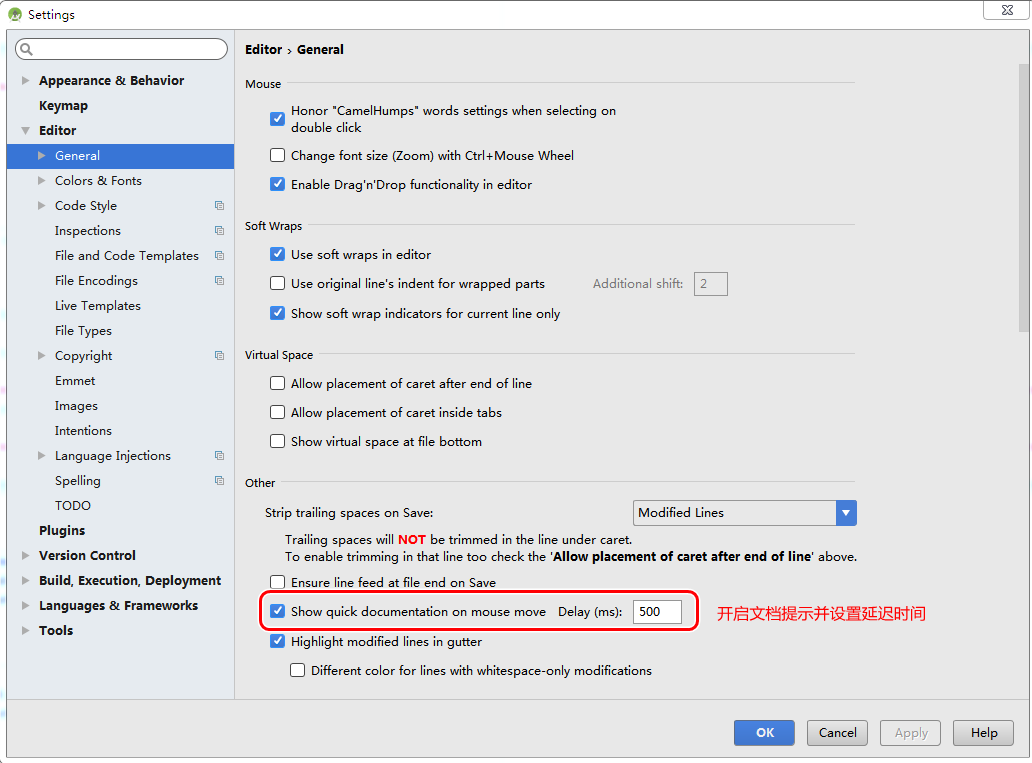 Settings
Editor › General
Appearance & Behavior
Keymap
Editor
General
Colors & Fonts
Code Style
Inspections
File and Code Templates
File Encodings
Live Templates
File Types
Copyright
Emmet
Images
Intentions
Language Injections
Spelling
TODO
Plugins
Version Control
Build, Execution, Deployment
Languages & Frameworks
Tools
Mouse
Honor "CamelHumps" words settings when selecting on
double click
Change font size (Zoom) with Ctrl+Mouse Wheel
Enable Drag'n'Drop functionality in editor
Soft Wraps
Use soft wraps in editor
Use original line's indent for wrapped parts Additional shift: 2
Show soft wrap indicators for current line only
Virtual Space
Allow placement of caret after end of line
Allow placement of caret inside tabs
Show virtual space at file bottom
Other
Strip trailing spaces on Save: Modified Lines
Trailing spaces will NOT be trimmed in the line under caret.
To enable trimming in that line too check the 'Allow placement of caret after end of line' above.
Ensure line feed at file end on Save
Show quick documentation on mouse move Delay (ms): 500 开启文档提示并设置延迟时间
Highlight modified lines in gutter
Different color for lines with whitespace-only modifications
OK Cancel Apply Help